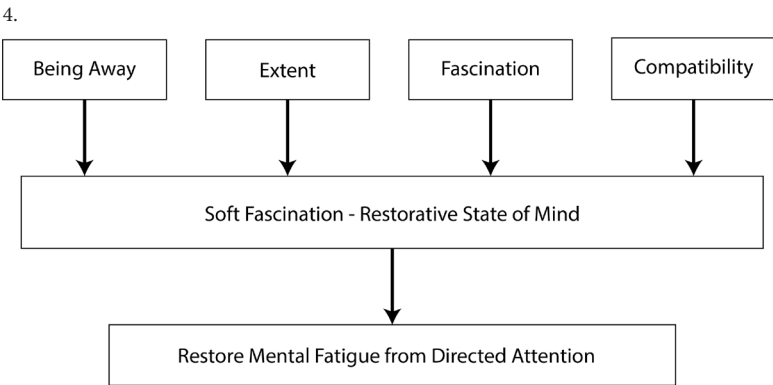 4.
Being Away
Extent
Fascination
Compatibility
Soft Fascination - Restorative State of Mind
Restore Mental Fatigue from Directed Attention